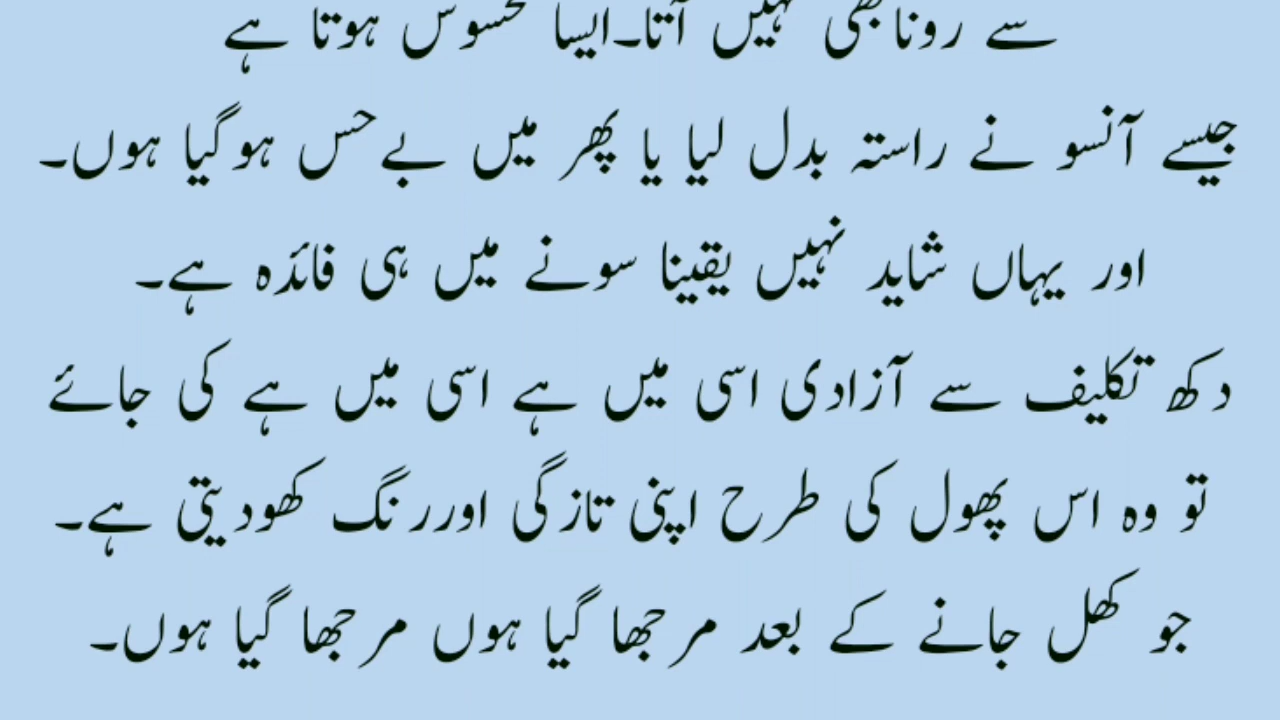 سے رونا بھی نہیں آتا۔ایسا محسوس ہوتا ہے
جیسے آنسو نے راستہ بدل لیا یا پھر میں بے حس ہوگیا ہوں۔
اور یہاں شاید نہیں یقینا سونے میں ہی فائدہ ہے۔
دکھ تکلیف سے آزادی اسی میں ہے اسی میں ہے کی جائے
تو وہ اس پھول کی طرح اپنی تازگی اوررنگ کھودیتی ہے۔
جو کھل جانے کے بعد مرجھا گیا ہوں مرجھا گیا ہوں۔